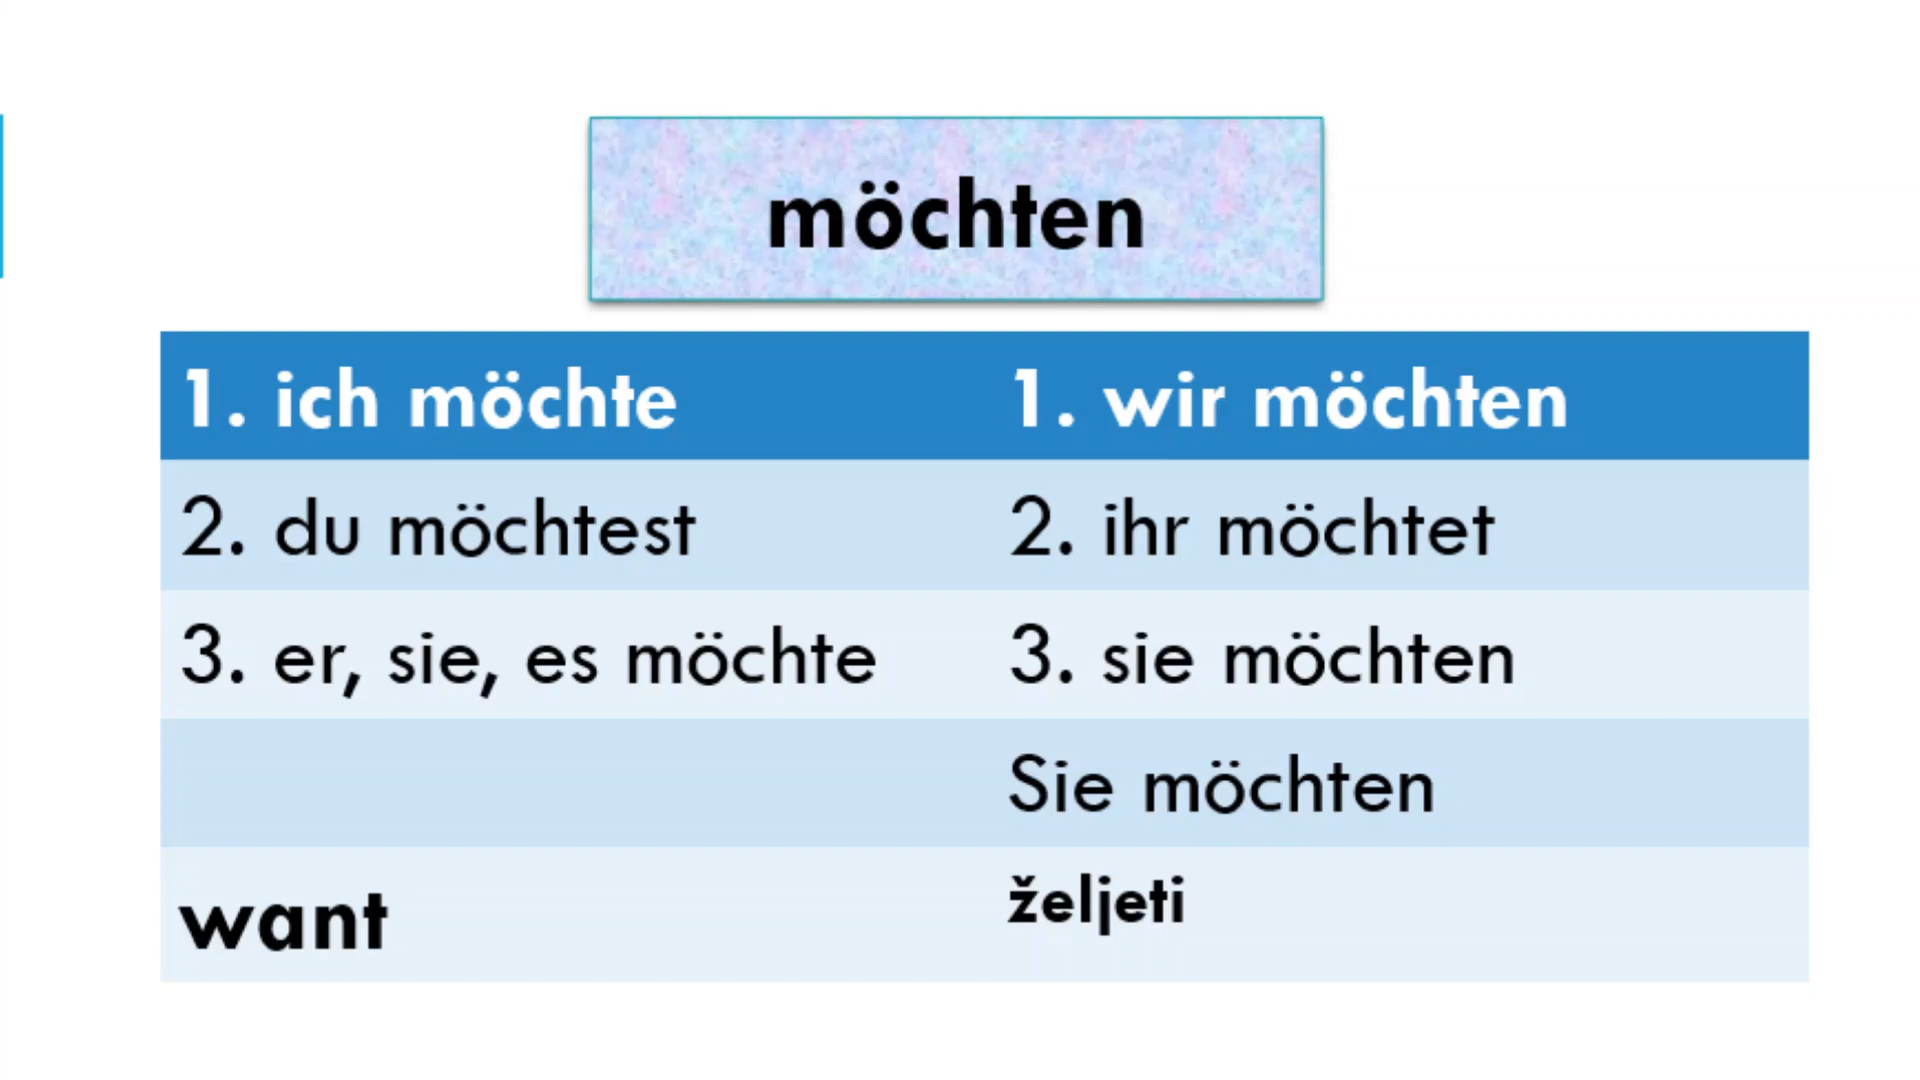 möchten
1. ich möchte
1. wir möchten
2. du möchtest
2. ihr möchtet
3. er, sie, es möchte
3. sie möchten
Sie möchten
want
željeti